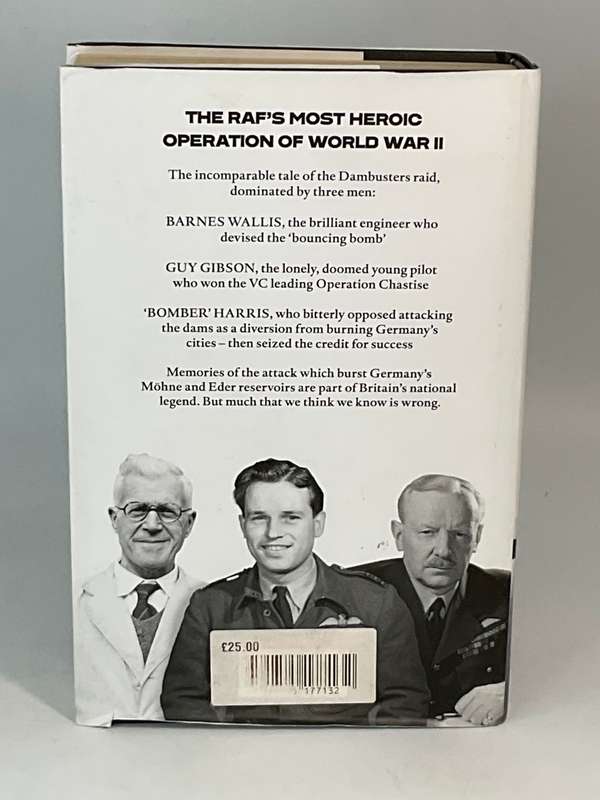 THE RAF'S MOST HEROIC
OPERATION OF WORLD WAR II
The incomparable tale of the Dambusters raid,
dominated by three men:
BARNES WALLIS, the brilliant engineer who
devised the 'bouncing bomb'
GUY GIBSON, the lonely, doomed young pilot
who won the VC leading Operation Chastise
'BOMBER' HARRIS, who bitterly opposed attacking
the dams as a diversion from burning Germany's
cities – then seized the credit for success
Memories of the attack which burst Germany's
Möhne and Eder reservoirs are part of Britain's national
legend. But much that we think we know is wrong.
£25.00
177132